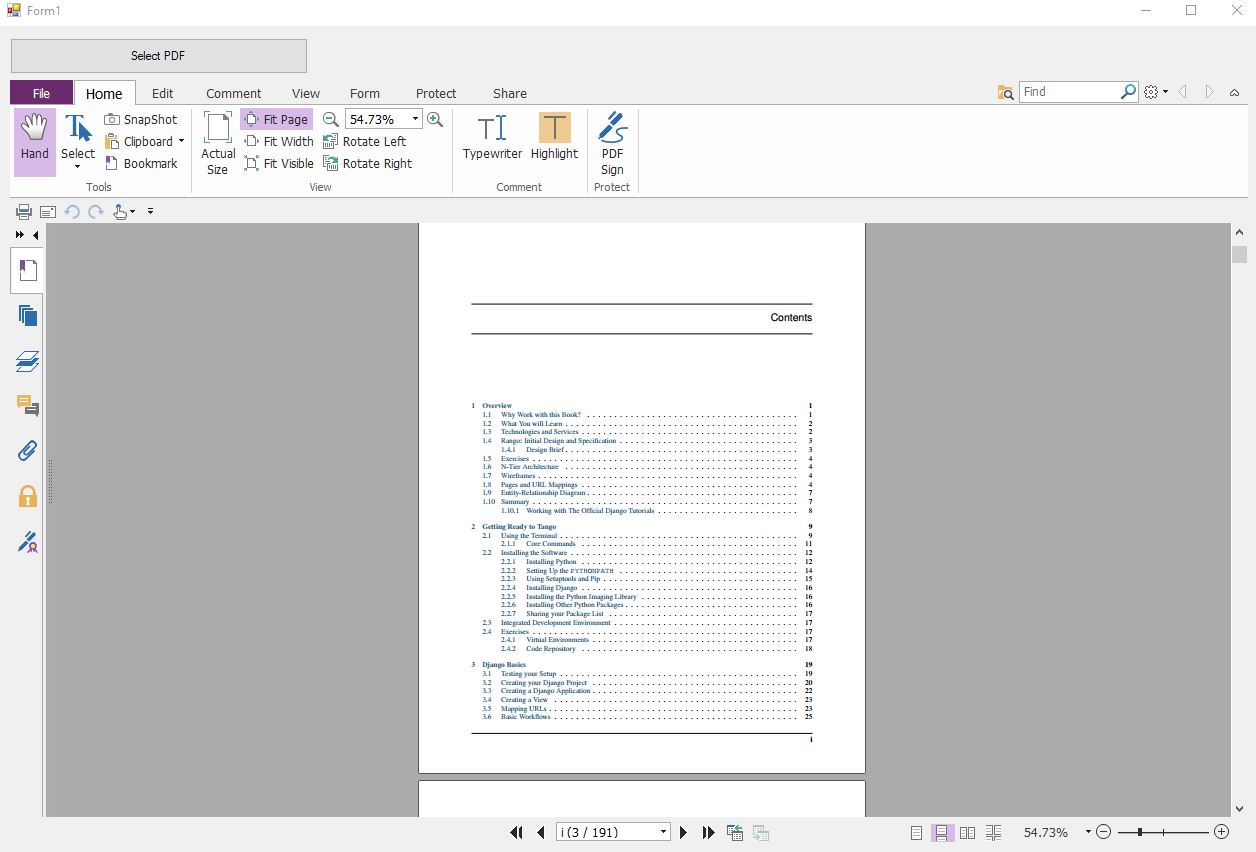 Form1
Select PDF
File Home Edit Comment View Form Protect Share Find
Hand
Select
SnapShot
Clipboard
Bookmark
Tools
Actual
Size
Fit Page
Fit Width
Fit Visible
54.73%
Rotate Left
Rotate Right
View
Typewriter Highlight
Comment
PDF
Sign
Protect
Contents
1 Overview 1
1.1 Why Work with this Book? 1
1.2 What You will Learn 2
1.3 Technologies and Services 2
1.4 Rango: Initial Design and Specification 3
1.4.1 Design Brief 3
1.5 Exercises 4
1.6 N-Tier Architecture 4
1.7 Wireframes 4
1.8 Pages and URL Mappings 4
1.9 Entity-Relationship Diagram 7
1.10 Summary 7
1.10.1 Working with The Official Django Tutorials 8
2 Getting Ready to Tango 9
2.1 Using the Terminal 9
2.1.1 Core Commands 11
2.2 Installing the Software 12
2.2.1 Installing Python 12
2.2.2 Setting Up the PYTHONPATH 14
2.2.3 Using Setuptools and Pip 15
2.2.4 Installing Django 16
2.2.5 Installing the Python Imaging Library 16
2.2.6 Installing Other Python Packages 16
2.2.7 Sharing your Package List 17
2.3 Integrated Development Environment 17
2.4 Exercises 17
2.4.1 Virtual Environments 17
2.4.2 Code Repository 18
3 Django Basics 19
3.1 Testing your Setup 19
3.2 Creating your Django Project 20
3.3 Creating a Django Application 22
3.4 Creating a View 23
3.5 Mapping URLs 23
3.6 Basic Workflows 25
i
i (3 / 191) 54.73%